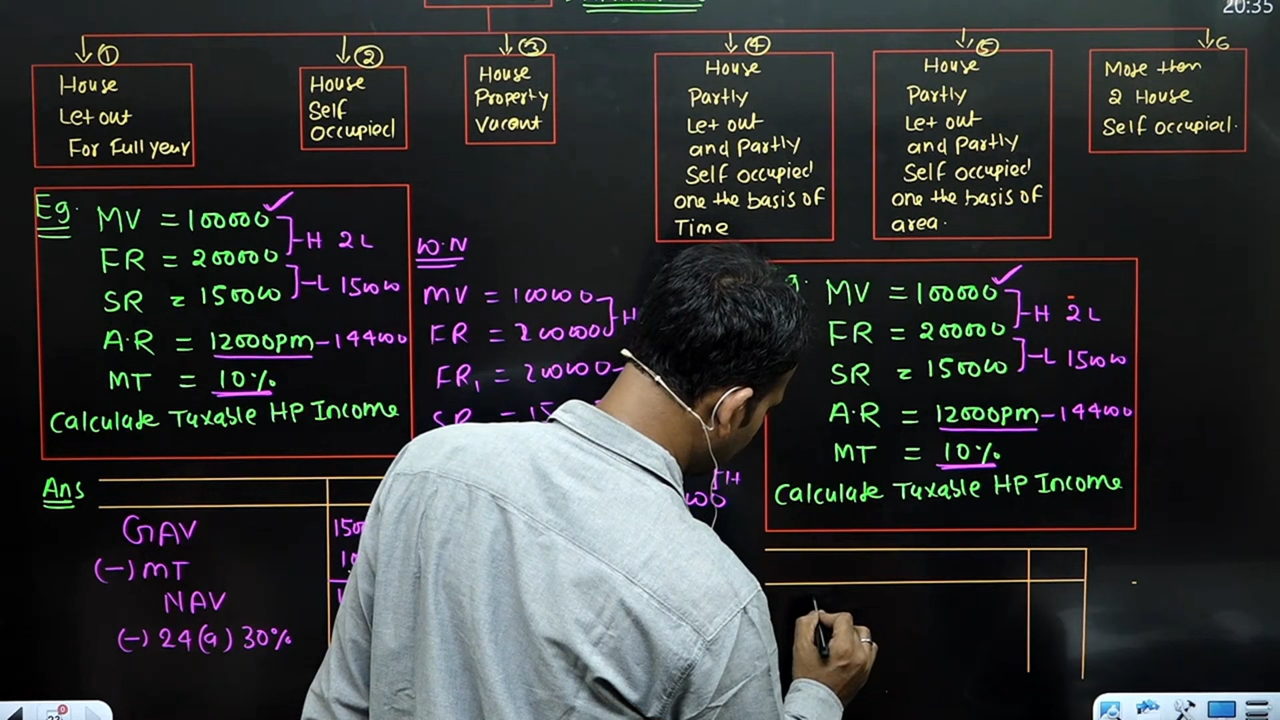 20:35
1
House
Let out
For Full year
2
House
Self
occupied
3
House
Property
Vacant
4
House
Partly
Let out
and Partly
Self occupied
one the basis of
Time
5
House
Partly
Let out
and Partly
Self occupied
one the basis of
area.
6
More then
2 House
Self occupied.
Eg.
MV = 100000
FR = 200000
H 2L
SR = 150000
L 150000
A.R = 12000pm - 144000
MT = 10%
Calculate Taxable HP Income
W.N
MV = 100000
FR = 200000
H
FR1 = 200000
SR = 15
MV = 100000
FR = 200000
H 2L
SR = 150000
L 150000
A.R = 12000pm - 144000
MT = 10%
Calculate Taxable HP Income
Ans
GAV
(-) MT
NAV
(-) 24(a) 30%